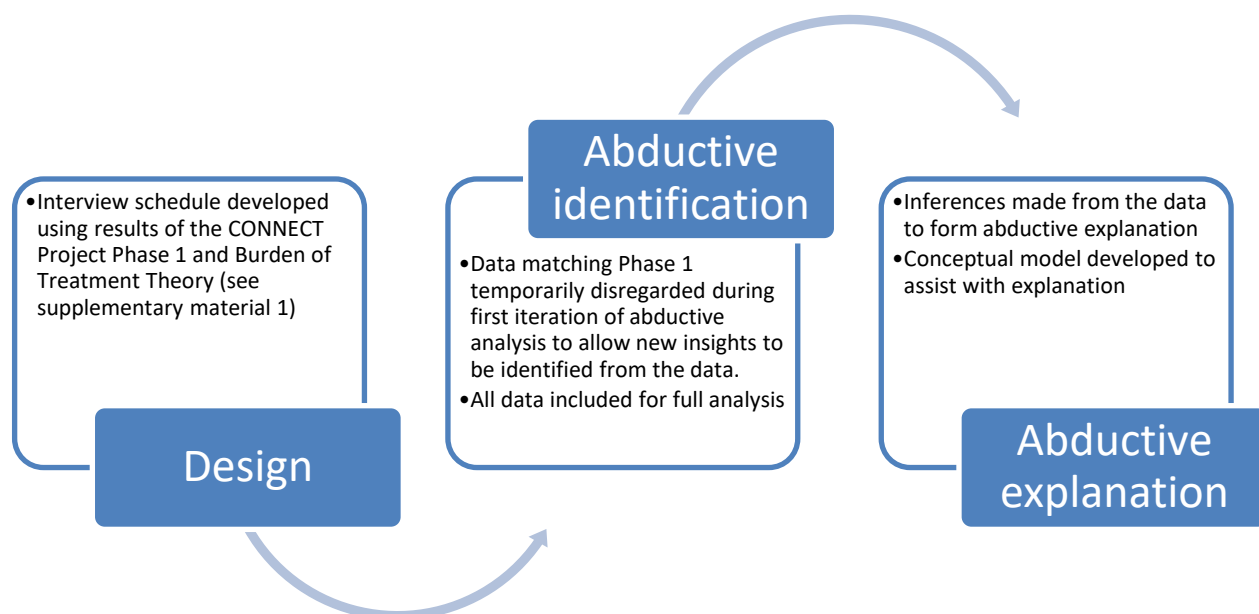 •Interview schedule developed
using results of the CONNECT
Project Phase 1 and Burden of
Treatment Theory (see
supplementary material 1)
Design
Abductive
identification
•Data matching Phase 1
temporarily disregarded during
first iteration of abductive
analysis to allow new insights to
be identified from the data.
•All data included for full analysis
•Inferences made from the data
to form abductive explanation
•Conceptual model developed to
assist with explanation
Abductive
explanation